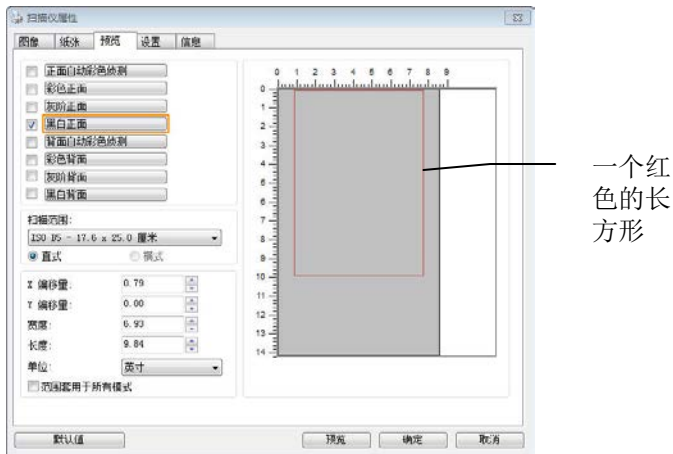 扫描仪属性
图像 纸张 预览 设置 信息
正面自动彩色侦测
彩色正面
灰阶正面
黑白正面
背面自动彩色侦测
彩色背面
灰阶背面
黑白背面
扫描范围:
ISO B5 - 17.6 x 25.0 厘米
直式 横式
X 偏移量: 0.79
Y 偏移量: 0.00
宽度: 6.93
长度: 9.84
单位: 英寸
范围套用于所有模式
0 1 2 3 4 5 6 7 8 9
0
1
2
3
4
5
6
7
8
9
10
11
12
13
14
一个红
色的长
方形
默认值 预览 确定 取消